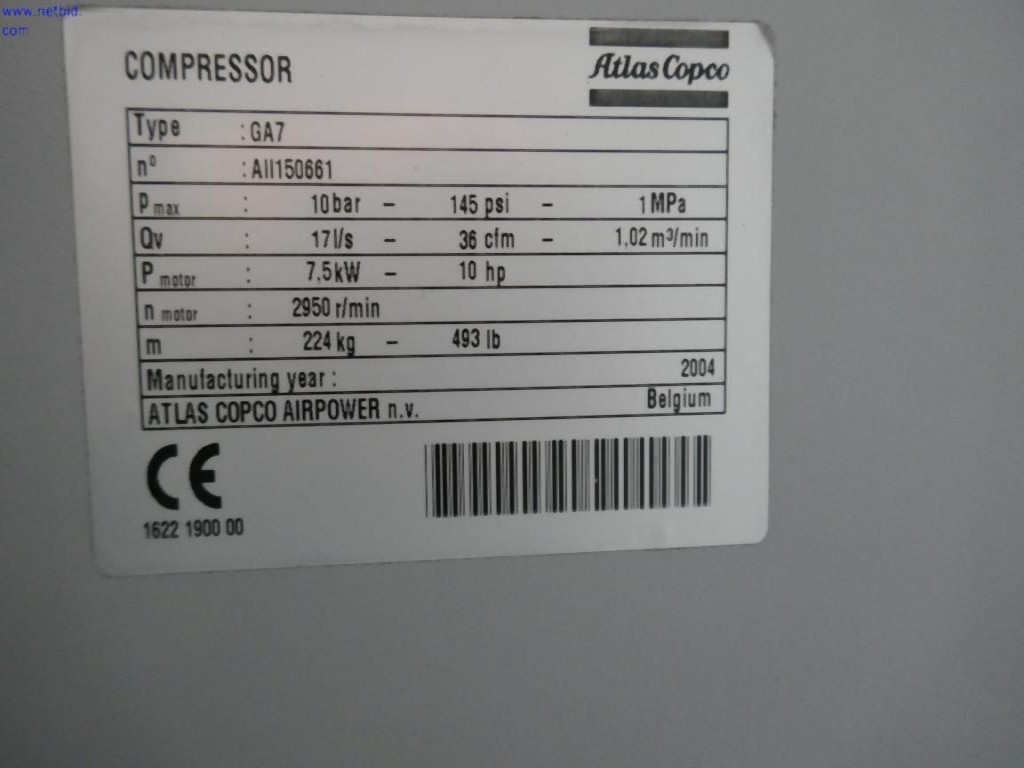 www.netbid.
com
COMPRESSOR
Atlas Copco
Type : GA7
nº : AII150661
P max : 10 bar – 145 psi – 1 MPa
Qv : 17 l/s – 36 cfm – 1,02 m³/min
P motor : 7,5 kW – 10 hp
n motor : 2950 r/min
m : 224 kg – 493 lb
Manufacturing year : 2004
ATLAS COPCO AIRPOWER n.v. Belgium
CE
1622 1900 00